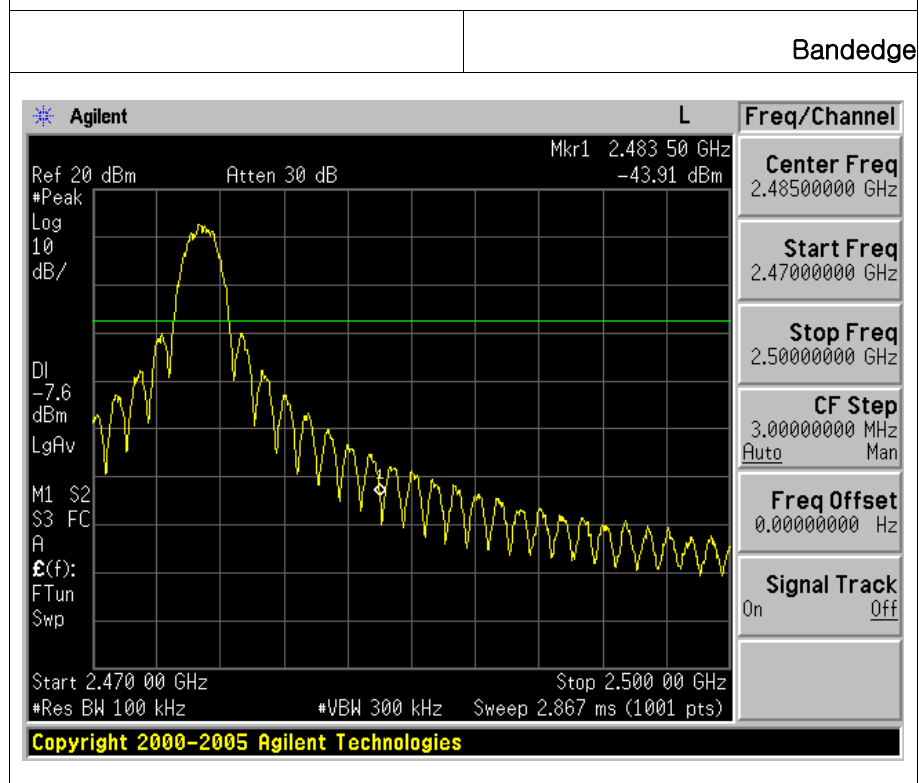 Bandedge
Agilent
L
Freq/Channel
Mkr1 2.483 50 GHz
Ref 20 dBm Atten 30 dB -43.91 dBm
#Peak
Log
10
dB/
1
DI
-7.6
dBm
LgAv
M1 S2
S3 FC
A
£(f):
FTun
Swp
Start 2.470 00 GHz Stop 2.500 00 GHz
#Res BW 100 kHz #VBW 300 kHz Sweep 2.867 ms (1001 pts)
Center Freq
2.48500000 GHz
Start Freq
2.47000000 GHz
Stop Freq
2.50000000 GHz
CF Step
3.00000000 MHz
Auto Man
Freq Offset
0.00000000 Hz
Signal Track
On Off
Copyright 2000-2005 Agilent Technologies